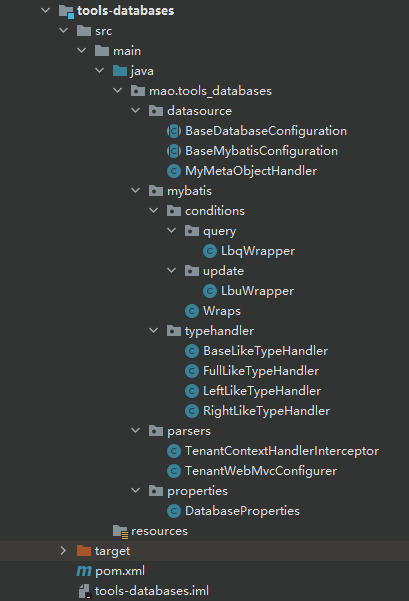 tools-databases
src
main
java
mao.tools_databases
datasource
BaseDatabaseConfiguration
BaseMybatisConfiguration
MyMetaObjectHandler
mybatis
conditions
query
LbqWrapper
update
LbuWrapper
Wraps
typehandler
BaseLikeTypeHandler
FullLikeTypeHandler
LeftLikeTypeHandler
RightLikeTypeHandler
parsers
TenantContextHandlerInterceptor
TenantWebMvcConfigurer
properties
DatabaseProperties
resources
target
pom.xml
tools-databases.iml